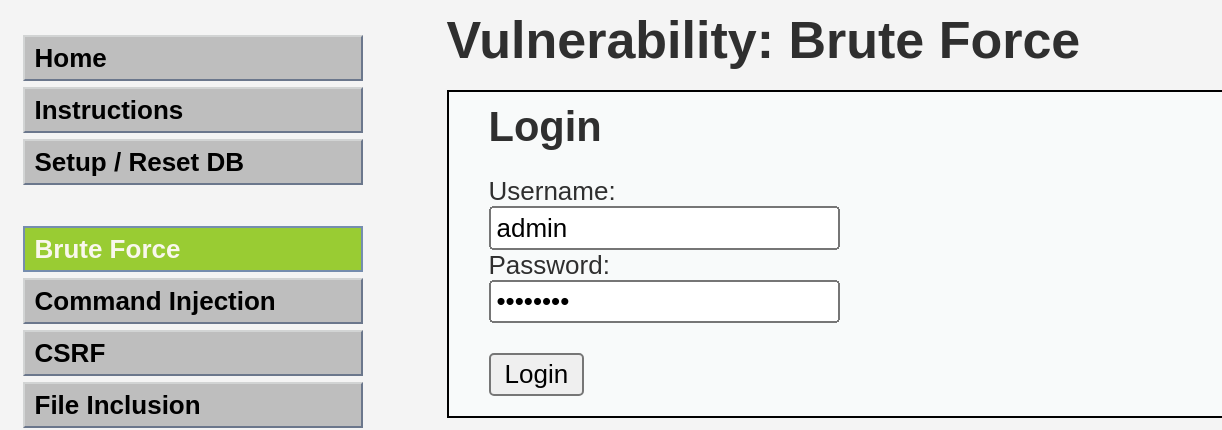 Home
Instructions
Setup / Reset DB
Brute Force
Command Injection
CSRF
File Inclusion
Vulnerability: Brute Force
Login
Username:
admin
Password:
••••••••
Login